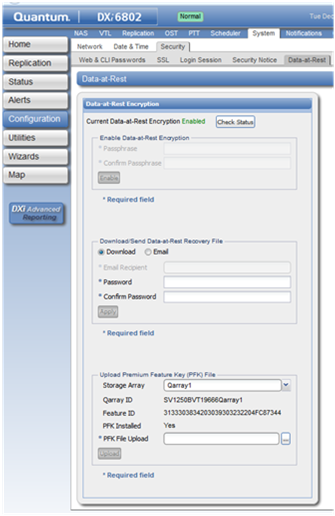 Quantum. DXi6802 Normal Tue Dec
NAS VTL Replication OST PTT Scheduler System Notifications
Home
Network Date & Time Security
Replication
Web & CLI Passwords SSL Login Session Security Notice Data-at-Rest
Status
Data-at-Rest
Alerts
Configuration
Utilities
Wizards
Map
DXi Advanced
Reporting
Data-at-Rest Encryption
Current Data-at-Rest Encryption Enabled Check Status
Enable Data-at-Rest Encryption
* Passphrase
* Confirm Passphrase
Enable
* Required field
Download/Send Data-at-Rest Recovery File
Download Email
* Email Recipient
* Password
* Confirm Password
Apply
* Required field
Upload Premium Feature Key (PFK) File
Storage Array Qarray1
Qarray ID SV1250BVT19666Qarray1
Feature ID
PFK Installed Yes
* PFK File Upload ...
Upload
* Required field